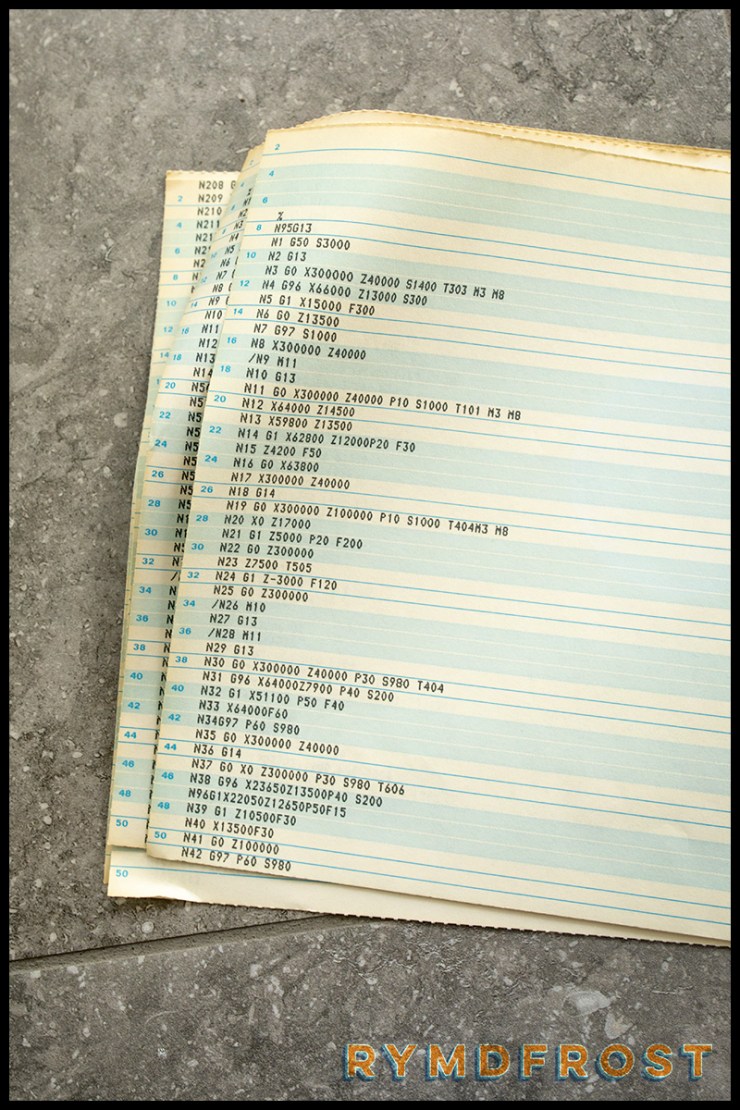 %
N95G13
N1 G50 S3000
N2 G13
N3 G0 X300000 Z40000 S1400 T303 M3 M8
N4 G96 X66000 Z13000 S300
N5 G1 X15000 F300
N6 G0 Z13500
N7 G97 S1000
N8 X300000 Z40000
/N9 M11
N10 G13
N11 G0 X300000 Z40000 P10 S1000 T101 M3 M8
N12 X64000 Z14500
N13 X59800 Z13500
N14 G1 X62800 Z12000P20 F30
N15 Z4200 F50
N16 G0 X63800
N17 X300000 Z40000
N18 G14
N19 G0 X300000 Z100000 P10 S1000 T404M3 M8
N20 X0 Z17000
N21 G1 Z5000 P20 F200
N22 G0 Z300000
N23 Z7500 T505
N24 G1 Z-3000 F120
N25 G0 Z300000
/N26 M10
N27 G13
/N28 M11
N29 G13
N30 G0 X300000 Z40000 P30 S980 T404
N31 G96 X64000Z7900 P40 S200
N32 G1 X51100 P50 F40
N33 X64000F60
N34G97 P60 S980
N35 G0 X300000 Z40000
N36 G14
N37 G0 X0 Z300000 P30 S980 T606
N38 G96 X23650Z13500P40 S200
N96G1X22050Z12650P50F15
N39 G1 Z10500F30
N40 X13500F30
N41 G0 Z100000
N42 G97 P60 S980
N208 G
N209
N210
RYMDFROST